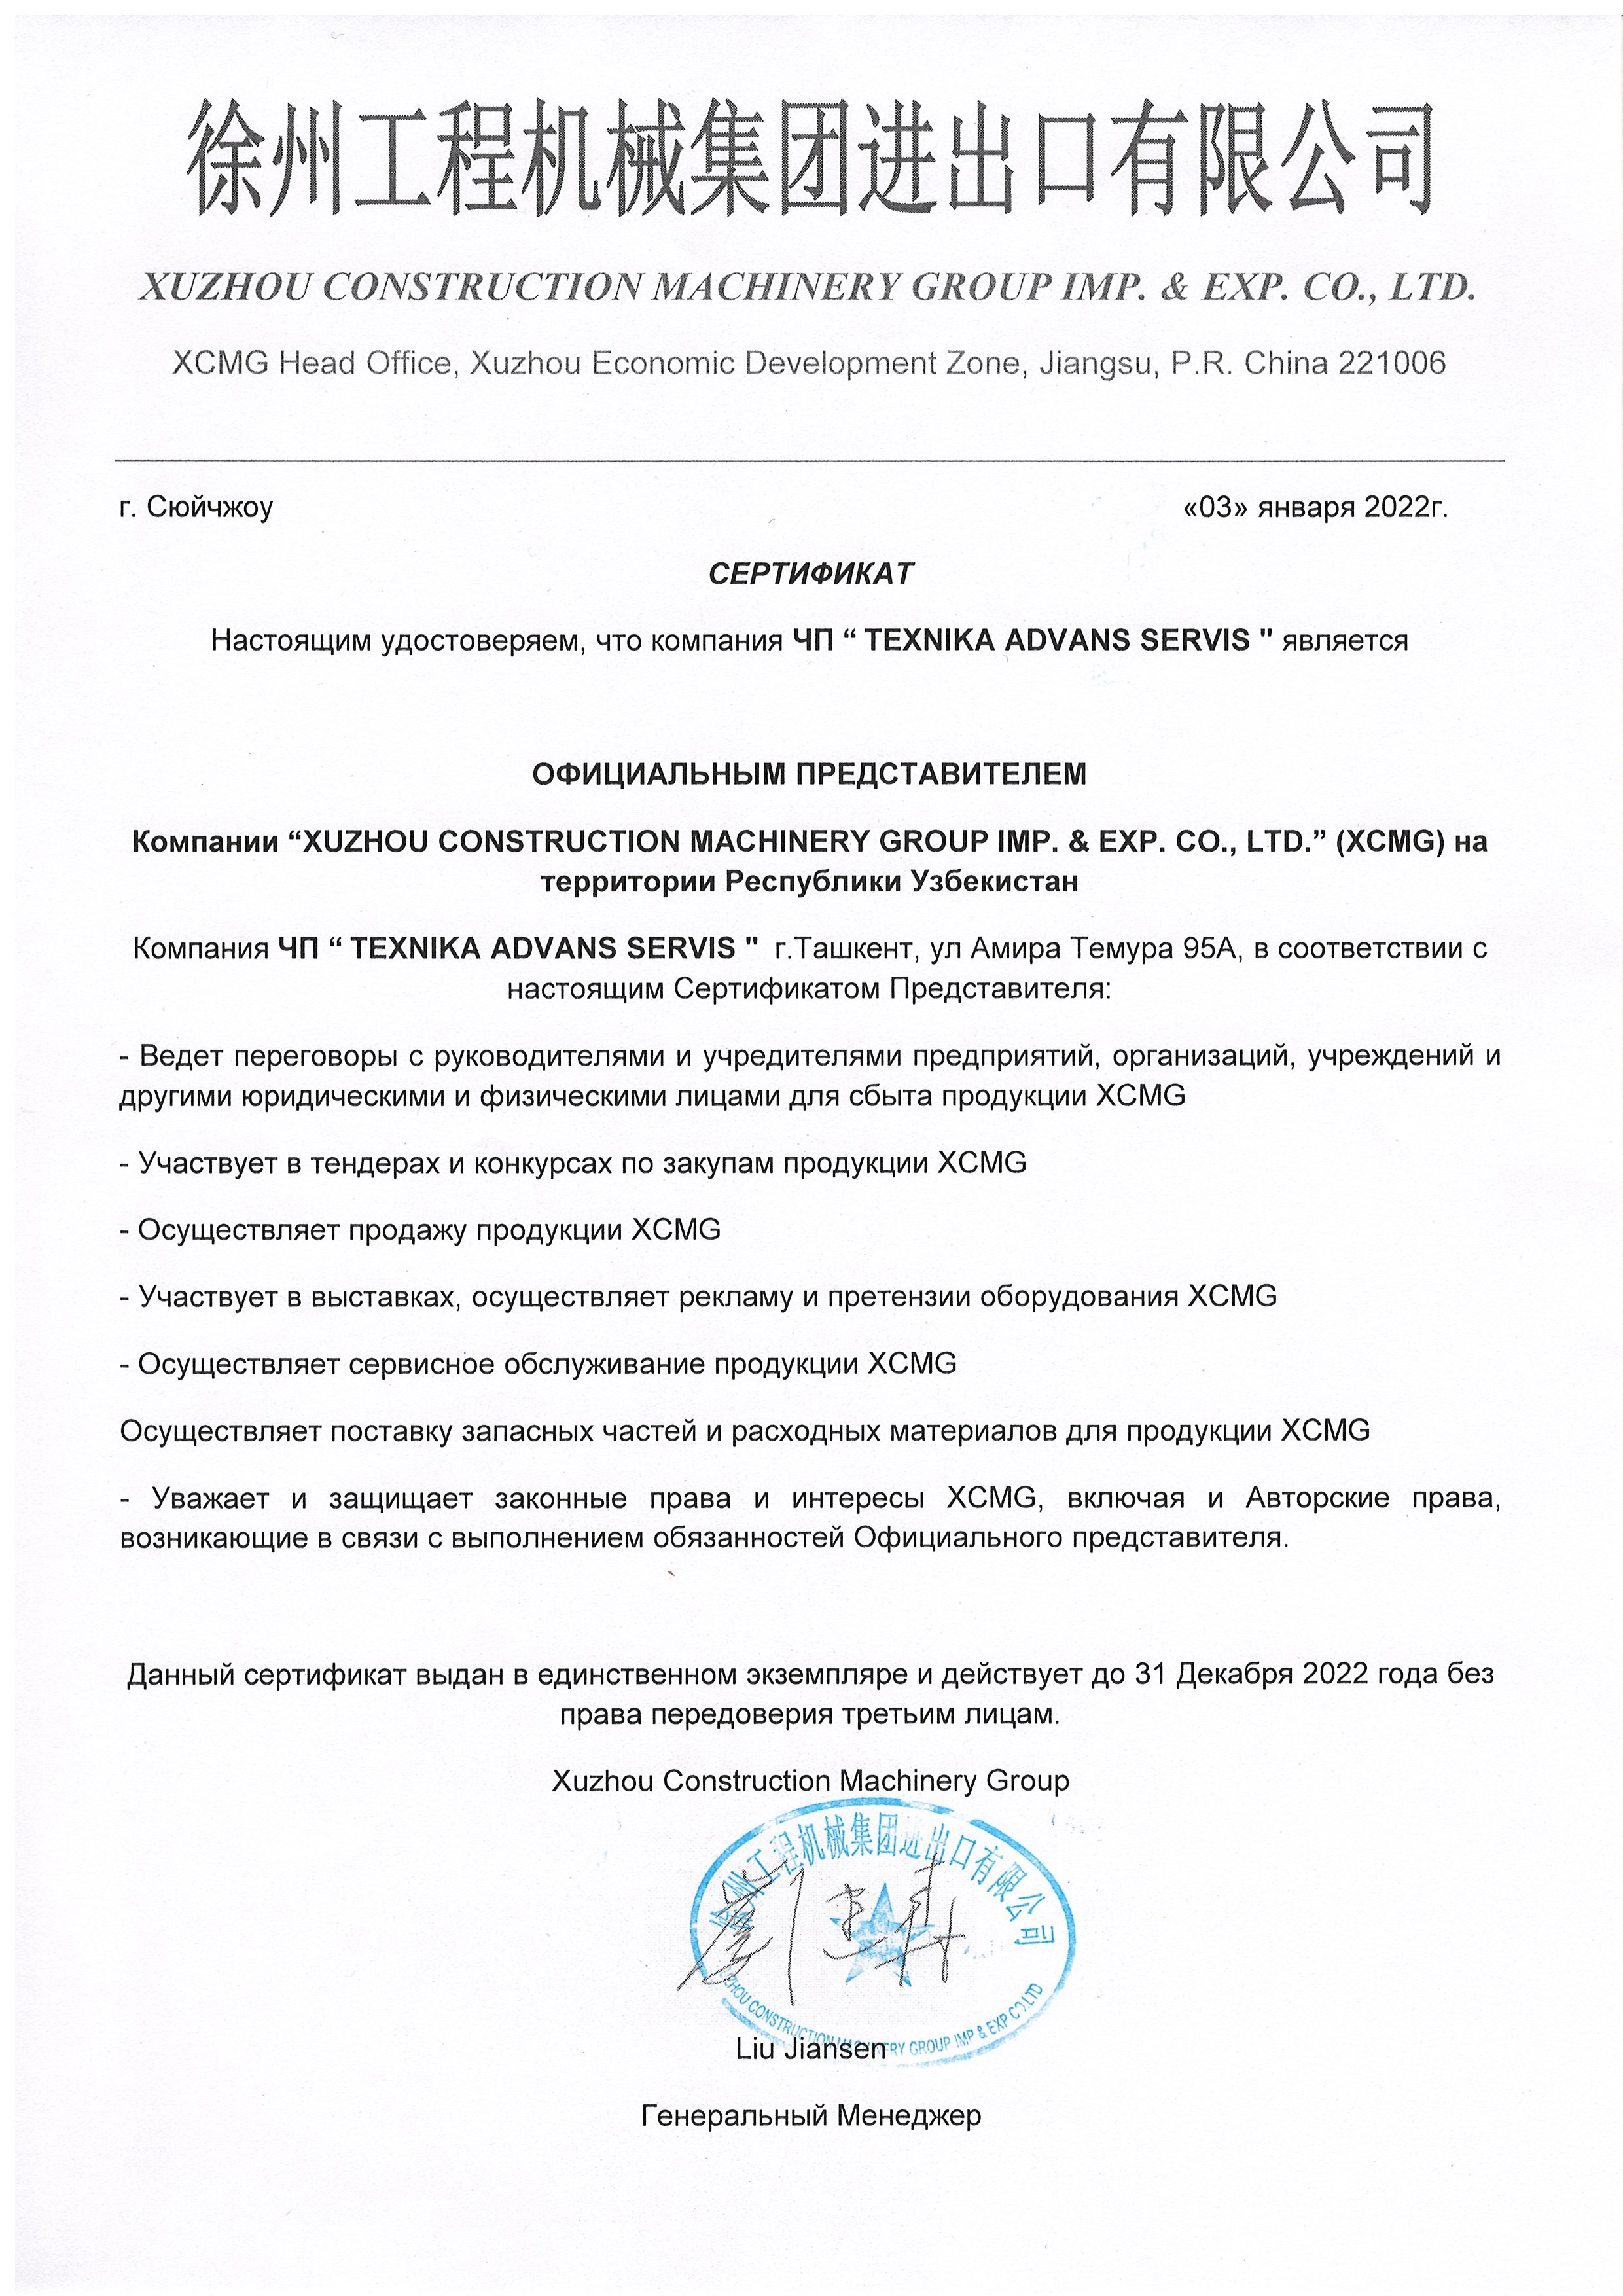 徐州工程机械集团进出口有限公司
XUZHOU CONSTRUCTION MACHINERY GROUP IMP. & EXP. CO., LTD.
XCMG Head Office, Xuzhou Economic Development Zone, Jiangsu, P.R. China 221006
г. Сюйчжоу «03» января 2022г.
СЕРТИФИКАТ
Настоящим удостоверяем, что компания ЧП “ TEXNIKA ADVANS SERVIS " является
ОФИЦИАЛЬНЫМ ПРЕДСТАВИТЕЛЕМ
Компании “XUZHOU CONSTRUCTION MACHINERY GROUP IMP. & EXP. CO., LTD.” (XCMG) на
территории Республики Узбекистан
Компания ЧП “ TEXNIKA ADVANS SERVIS " г.Ташкент, ул Амира Темура 95А, в соответствии с
настоящим Сертификатом Представителя:
- Ведет переговоры с руководителями и учредителями предприятий, организаций, учреждений и
другими юридическими и физическими лицами для сбыта продукции XCMG
- Участвует в тендерах и конкурсах по закупам продукции XCMG
- Осуществляет продажу продукции XCMG
- Участвует в выставках, осуществляет рекламу и претензии оборудования XCMG
- Осуществляет сервисное обслуживание продукции XCMG
Осуществляет поставку запасных частей и расходных материалов для продукции XCMG
- Уважает и защищает законные права и интересы XCMG, включая и Авторские права,
возникающие в связи с выполнением обязанностей Официального представителя.
Данный сертификат выдан в единственном экземпляре и действует до 31 Декабря 2022 года без
права передоверия третьим лицам.
Xuzhou Construction Machinery Group
州工程机械集团进出口有限公司
CONSTRUCTION MACHINERY GROUP IMP & EXP CO.LTD
Liu Jiansen
Генеральный Менеджер